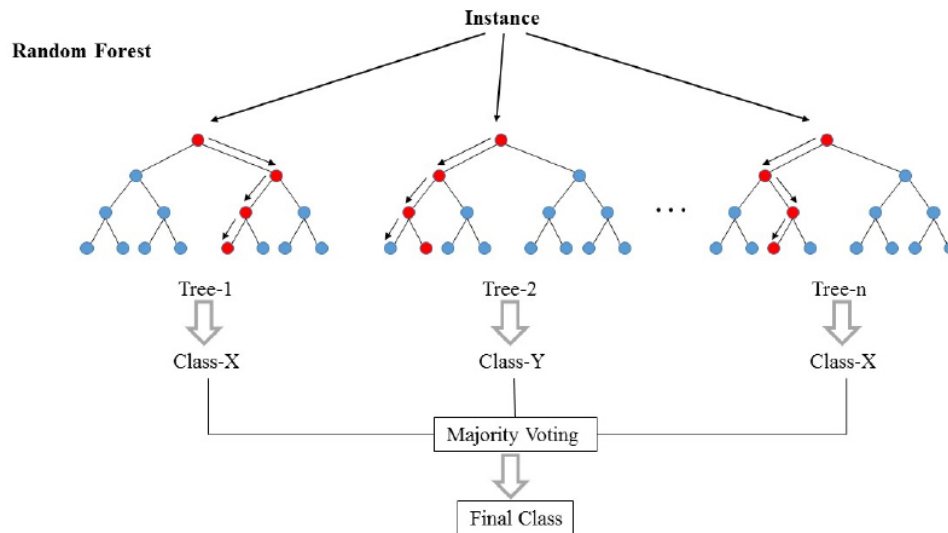 Instance
Random Forest
...
Tree-1
Tree-2
Tree-n
Class-X
Class-Y
Class-X
Majority Voting
Final Class